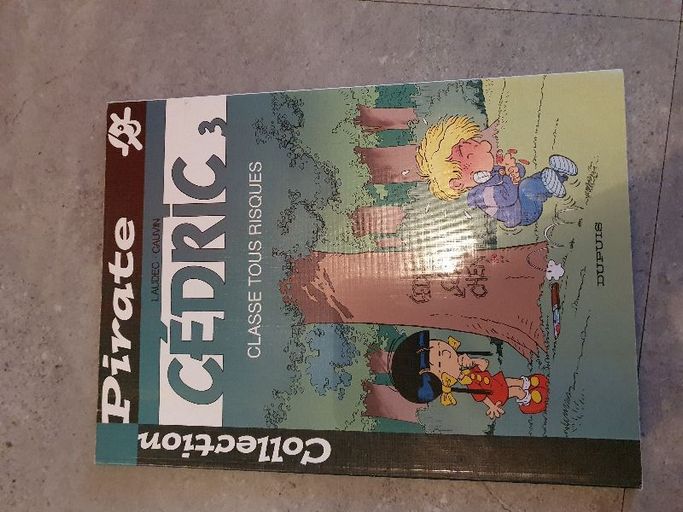 Collection
Pirate
LAUDEC CAUVIN
CÉDRIC 3
CLASSE TOUS RISQUES
DUPUIS